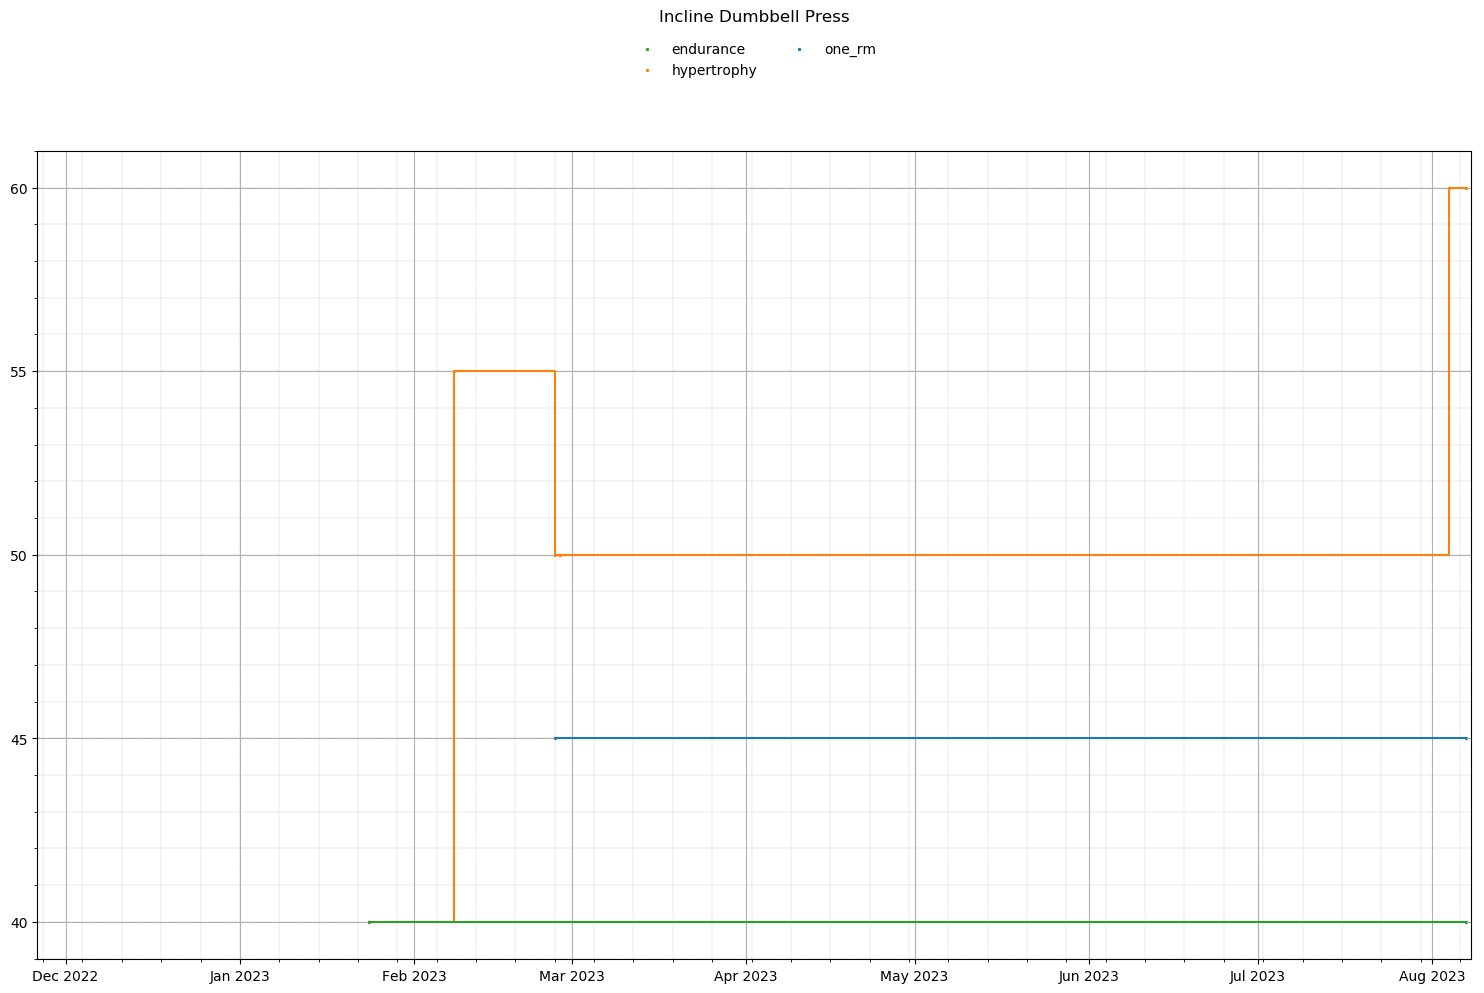 Incline Dumbbell Press
endurance
hypertrophy
one_rm
60
55
50
45
40
Dec 2022
Jan 2023
Feb 2023
Mar 2023
Apr 2023
May 2023
Jun 2023
Jul 2023
Aug 2023